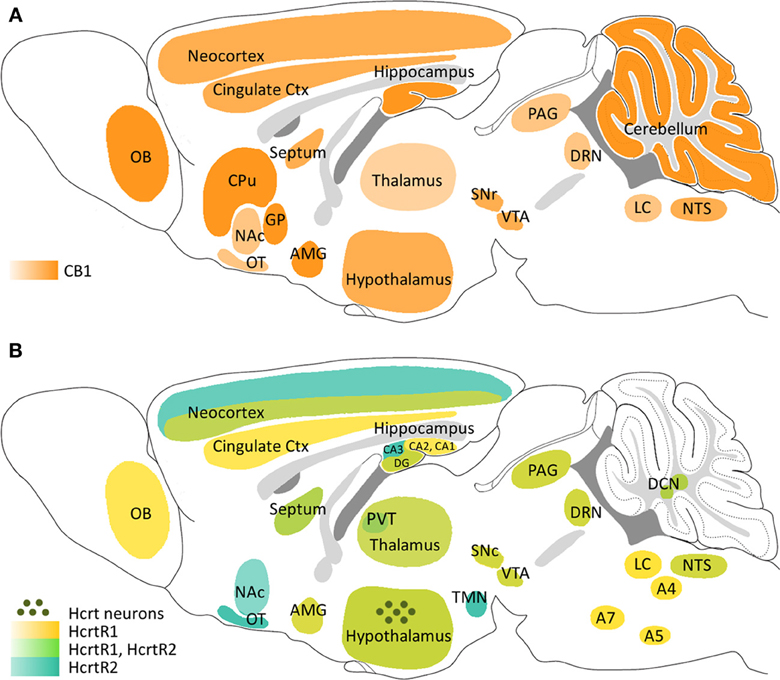 A
Neocortex
Cingulate Ctx
Hippocampus
OB
Septum
CPu
Thalamus
PAG
Cerebellum
DRN
SNr
VTA
LC
NTS
NAc
GP
OT
AMG
Hypothalamus
CB1
B
Neocortex
Cingulate Ctx
Hippocampus
CA3
CA2, CA1
DG
OB
Septum
PVT
Thalamus
PAG
DCN
DRN
SNc
VTA
LC
NTS
A4
NAc
OT
AMG
TMN
A7
A5
Hypothalamus
Hcrt neurons
HcrtR1
HcrtR1, HcrtR2
HcrtR2